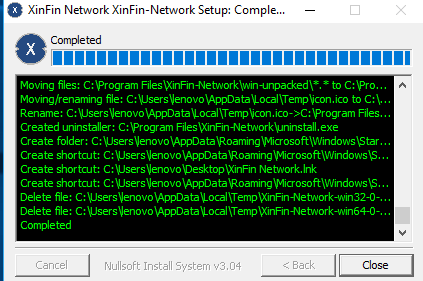 XinFin Network XinFin-Network Setup: Comple...
X
Completed
Moving files: C:\Program Files\XinFin-Network\win-unpacked\*.* to C:\Pro...
Moving/renaming file: C:\Users\lenovo\AppData\Local\Temp\icon.ico to C:\...
Rename: C:\Users\lenovo\AppData\Local\Temp\icon.ico->C:\Program Files...
Created uninstaller: C:\Program Files\XinFin-Network\uninstall.exe
Create folder: C:\Users\lenovo\AppData\Roaming\Microsoft\Windows\Star...
Create shortcut: C:\Users\lenovo\AppData\Roaming\Microsoft\Windows\S...
Create shortcut: C:\Users\lenovo\Desktop\XinFin Network.lnk
Create shortcut: C:\Users\lenovo\AppData\Roaming\Microsoft\Windows\S...
Delete file: C:\Users\lenovo\AppData\Local\Temp\XinFin-Network-win32-0-...
Delete file: C:\Users\lenovo\AppData\Local\Temp\XinFin-Network-win64-0-...
Completed
Cancel
Nullsoft Install System v3.04
< Back
Close